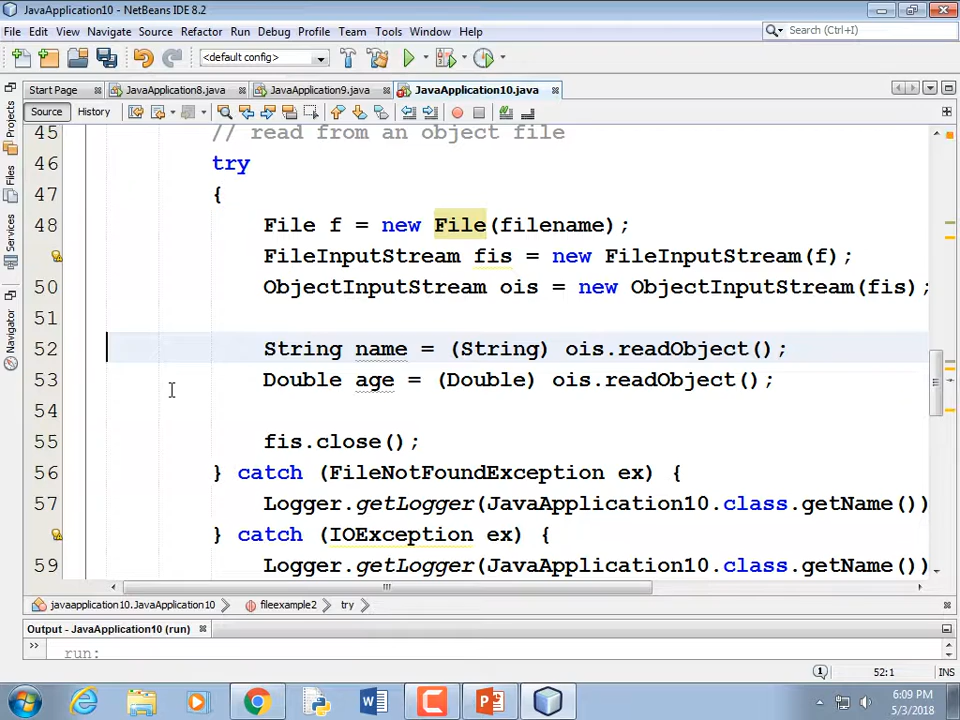 JavaApplication10 - NetBeans IDE 8.2
File Edit View Navigate Source Refactor Run Debug Profile Team Tools Window Help
Search (Ctrl+I)
<default config>
Start Page JavaApplication8.java JavaApplication9.java JavaApplication10.java
Source History
Projects
Files
Services
Navigator
45 // read from an object file
46 try
47 {
48 File f = new File(filename);
FileInputStream fis = new FileInputStream(f);
50 ObjectInputStream ois = new ObjectInputStream(fis);
51
52 String name = (String) ois.readObject();
53 Double age = (Double) ois.readObject();
54
55 fis.close();
56 } catch (FileNotFoundException ex) {
57 Logger.getLogger(JavaApplication10.class.getName())
} catch (IOException ex) {
59 Logger.getLogger(JavaApplication10.class.getName())
javaapplication10.JavaApplication10 fileexample2 try
Output - JavaApplication10 (run)
run:
52:1 INS
6:09 PM
5/3/2018